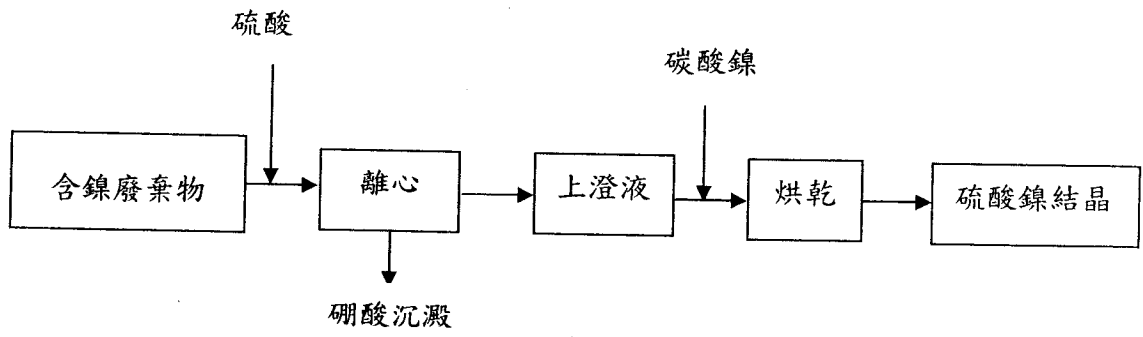 硫酸
碳酸鎳
含鎳廢棄物
離心
上澄液
烘乾
硫酸鎳結晶
硼酸沉澱